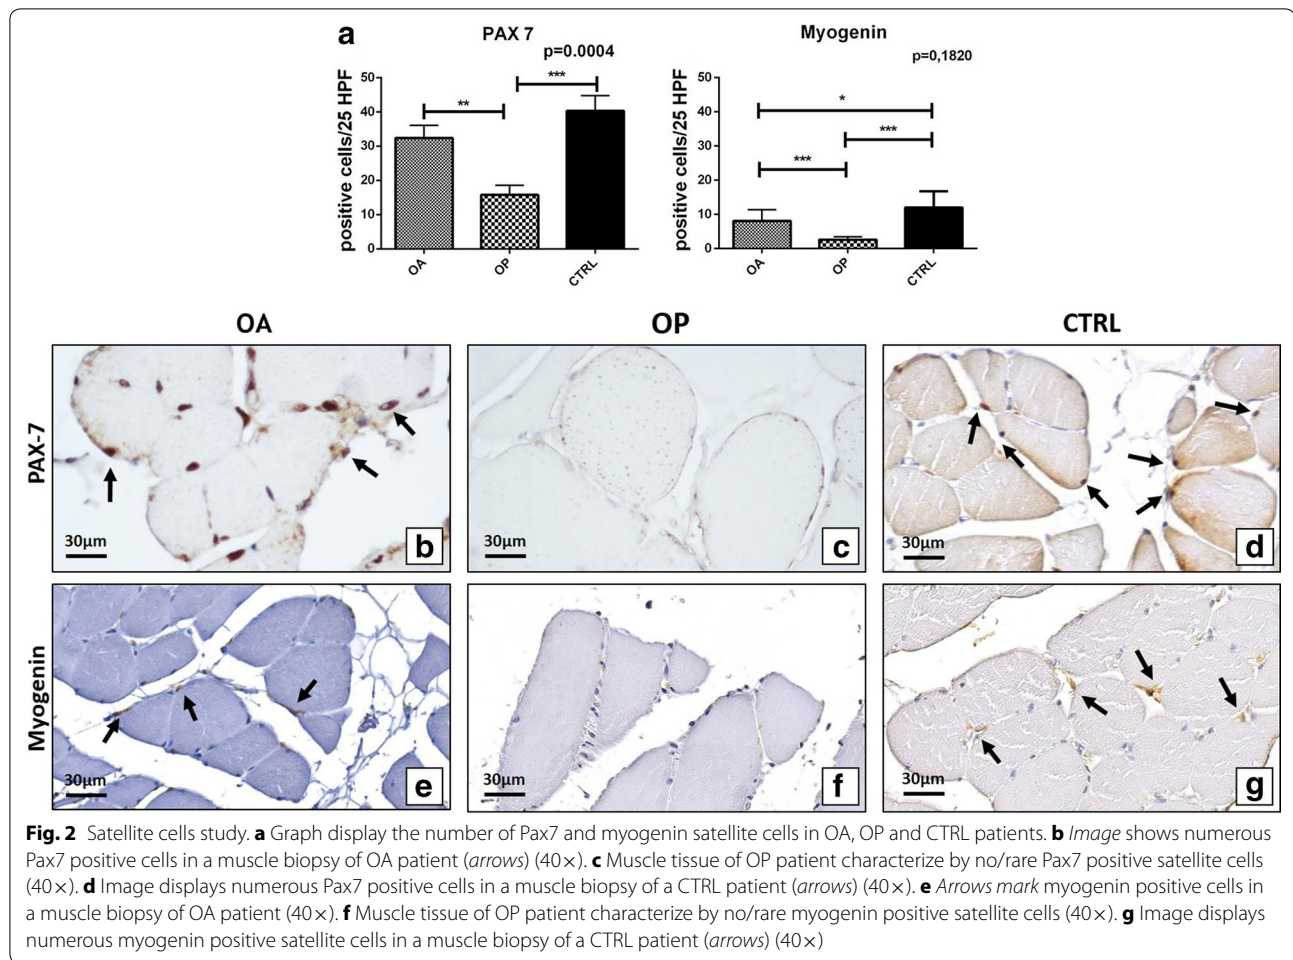 a
PAX 7
p=0.0004
***
**
positive cells/25 HPF
50
40
30
20
10
0
OA
OP
CTRL
Myogenin
p=0,1820
*
***
***
positive cells/25 HPF
50
40
30
20
10
0
OA
OP
CTRL
OA
OP
CTRL
PAX-7
30µm
b
30µm
c
30µm
d
Myogenin
30µm
e
30µm
f
30µm
g
Fig. 2 Satellite cells study. a Graph display the number of Pax7 and myogenin satellite cells in OA, OP and CTRL patients. b Image shows numerous
Pax7 positive cells in a muscle biopsy of OA patient (arrows) (40×). c Muscle tissue of OP patient characterize by no/rare Pax7 positive satellite cells
(40×). d Image displays numerous Pax7 positive cells in a muscle biopsy of a CTRL patient (arrows) (40×). e Arrows mark myogenin positive cells in
a muscle biopsy of OA patient (40×). f Muscle tissue of OP patient characterize by no/rare myogenin positive satellite cells (40×). g Image displays
numerous myogenin positive satellite cells in a muscle biopsy of a CTRL patient (arrows) (40×)